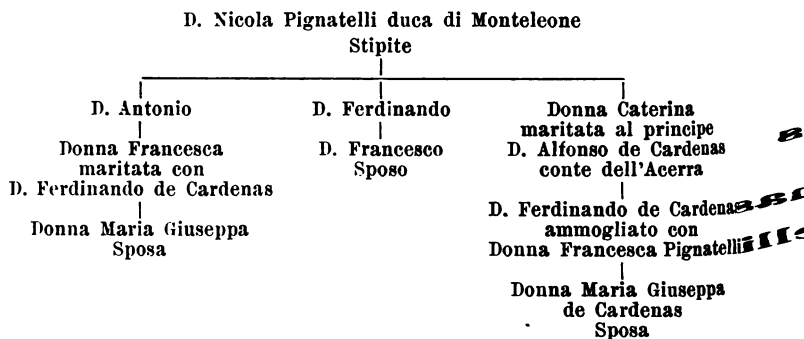 D. Nicola Pignatelli duca di Monteleone
Stipite
D. Antonio
Donna Francesca
maritata con
D. Ferdinando de Cardenas
Donna Maria Giuseppa
Sposa
D. Ferdinando
D. Francesco
Sposo
Donna Caterina
maritata al principe
D. Alfonso de Cardenas
conte dell'Acerra
D. Ferdinando de Cardenas
ammogliato con
Donna Francesca Pignatelli
Donna Maria Giuseppa
de Cardenas
Sposa